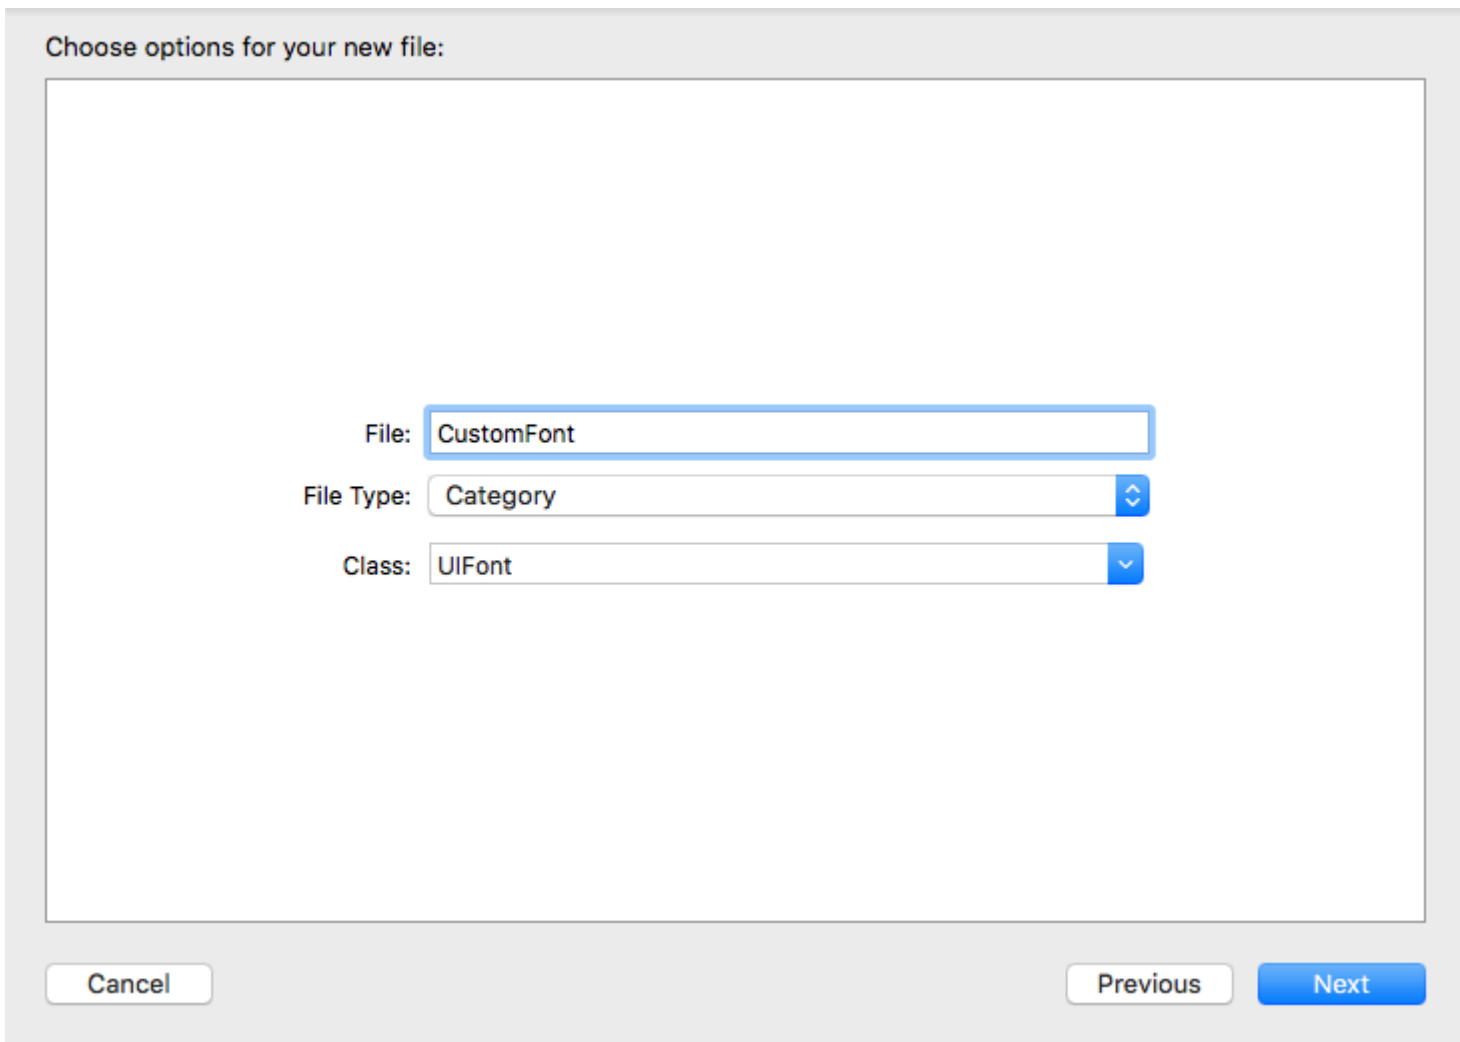 Choose options for your new file:
File: CustomFont
File Type: Category
Class: UIFont
Cancel Previous Next